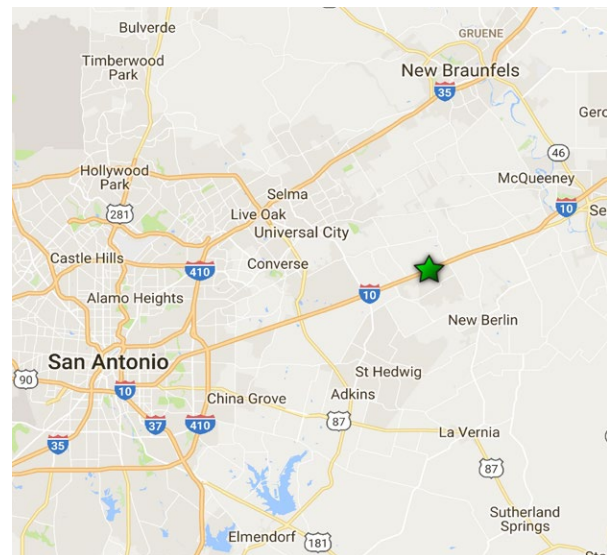 Bulverde
GRUENE
Timberwood
Park
New Braunfels
35
Gero
46
Hollywood
Park
McQueeney
Selma
281
Live Oak
10
Se
Universal City
Castle Hills
Converse
410
Alamo Heights
10
New Berlin
San Antonio
St Hedwig
90
10
China Grove
Adkins
37
410
87
La Vernia
35
87
Sutherland
Springs
Elmendorf
181